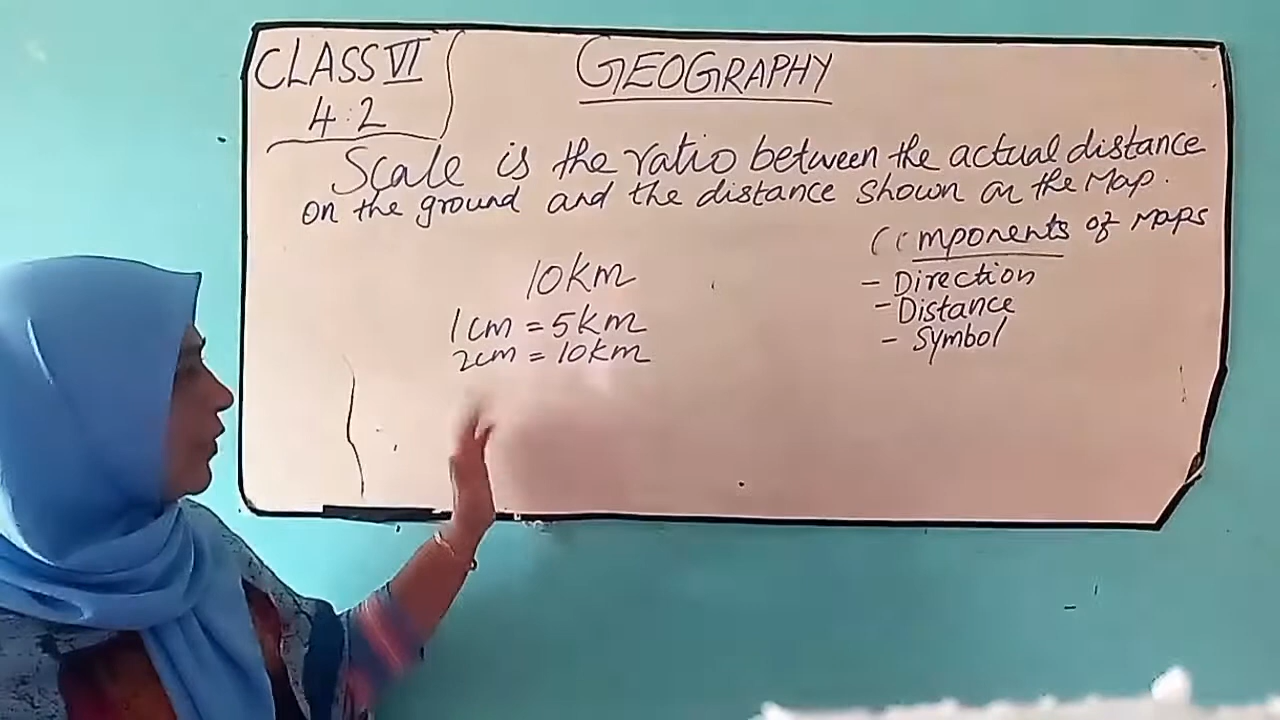 CLASS VI
4:2
GEOGRAPHY
Scale is the ratio between the actual distance
on the ground and the distance shown on the Map.
Components of Maps
- Direction
- Distance
- Symbol
10km
1cm = 5km
2cm = 10km